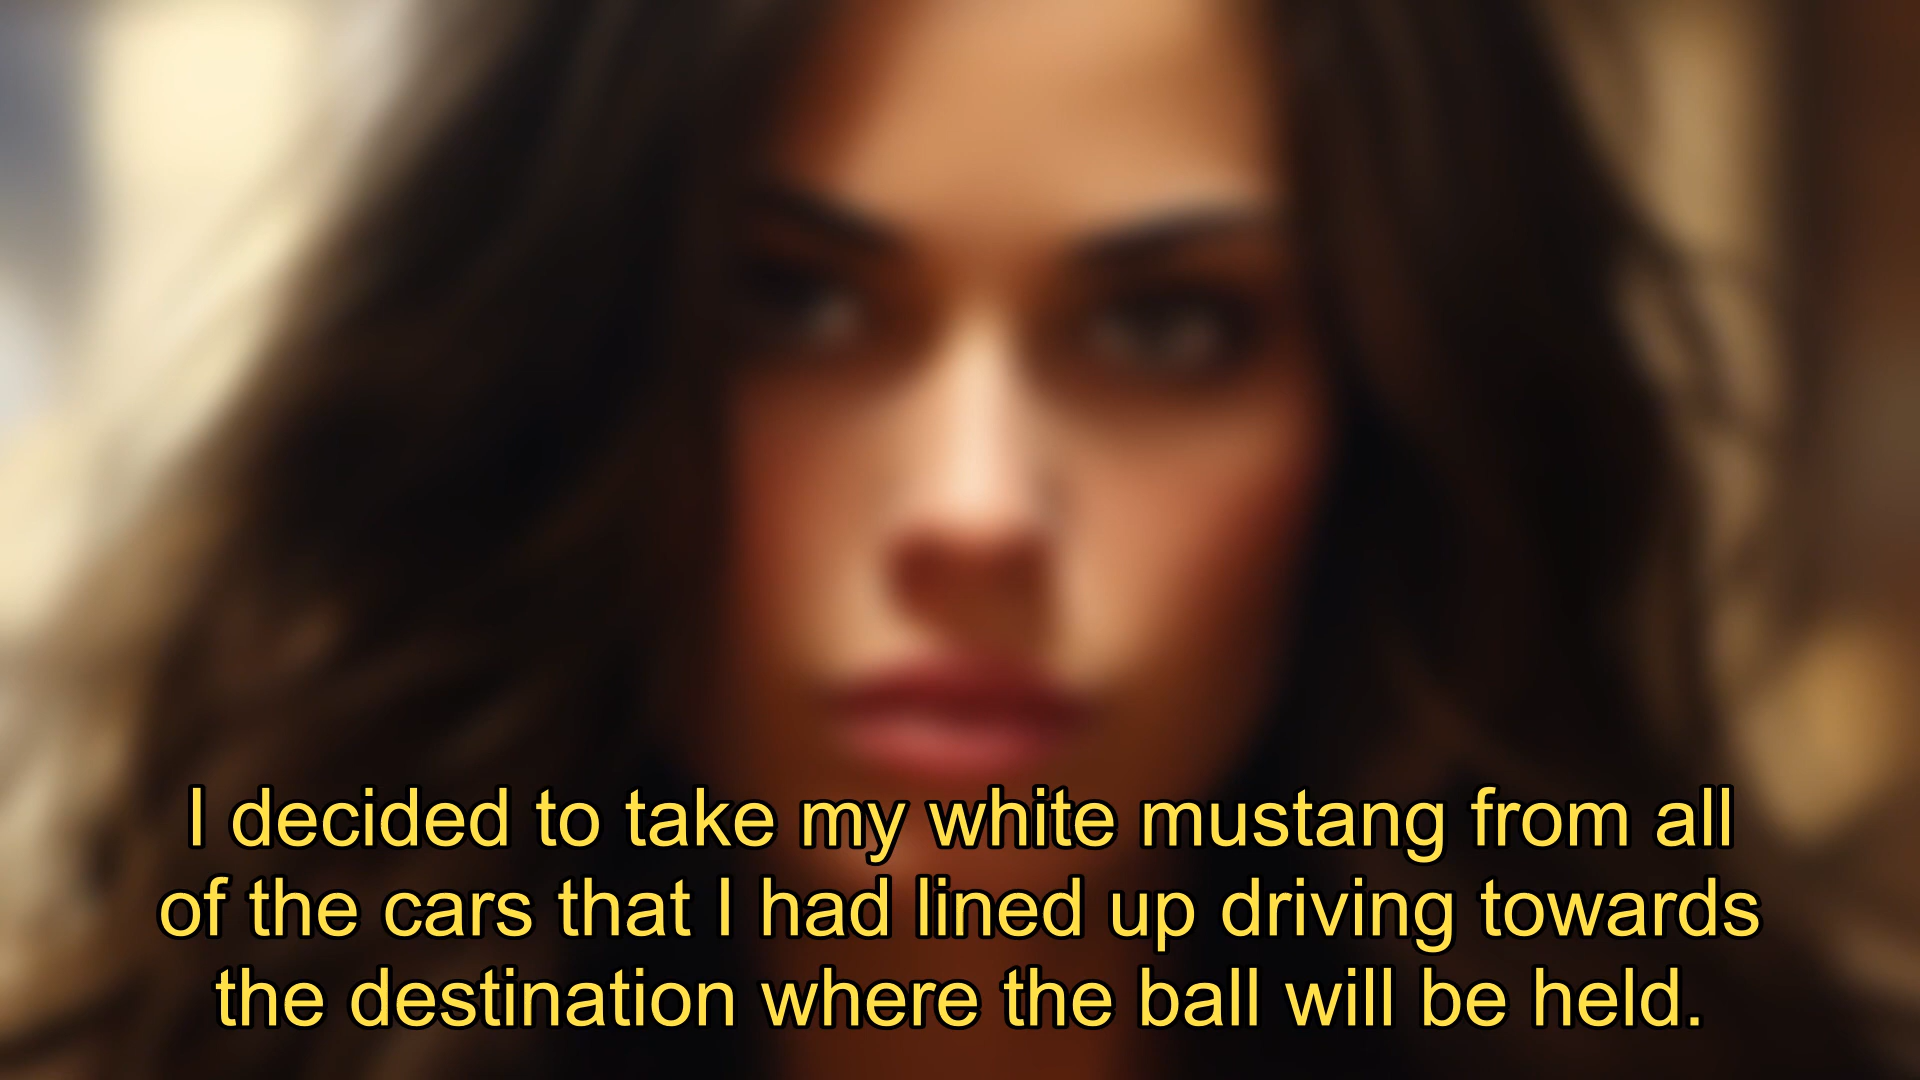 I decided to take my white mustang from all
of the cars that I had lined up driving towards
the destination where the ball will be held.